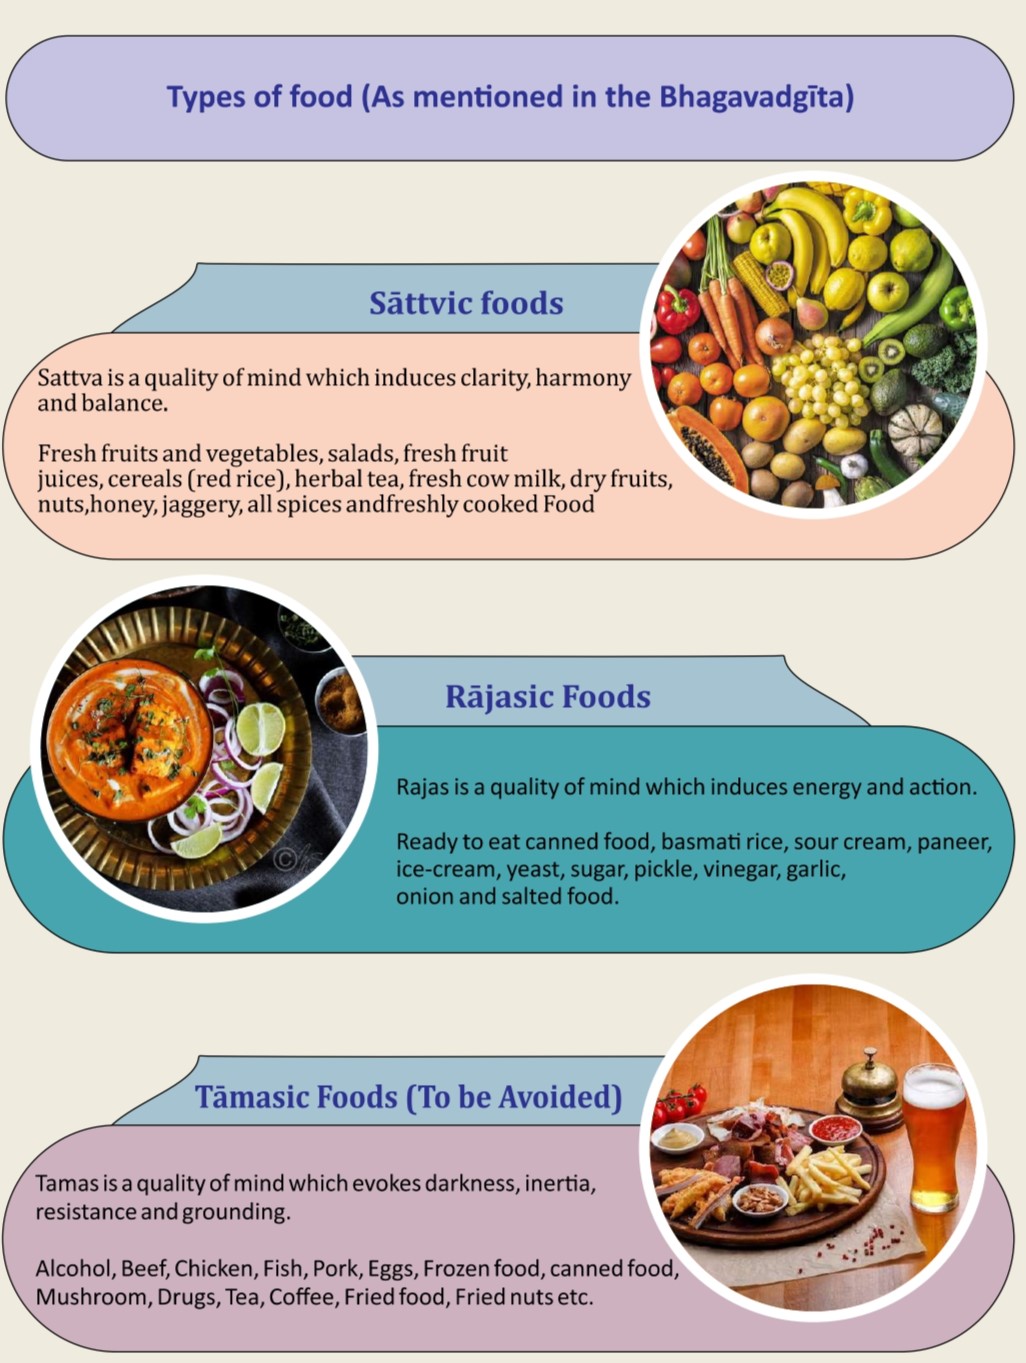 Types of food (As mentioned in the Bhagavadgīta)
Sāttvic foods
Sattva is a quality of mind which induces clarity, harmony
and balance.
Fresh fruits and vegetables, salads, fresh fruit
juices, cereals (red rice), herbal tea, fresh cow milk, dry fruits,
nuts,honey, jaggery, all spices andfreshly cooked Food
Rājasic Foods
Rajas is a quality of mind which induces energy and action.
Ready to eat canned food, basmati rice, sour cream, paneer,
ice-cream, yeast, sugar, pickle, vinegar, garlic,
onion and salted food.
Tāmasic Foods (To be Avoided)
Tamas is a quality of mind which evokes darkness, inertia,
resistance and grounding.
Alcohol, Beef, Chicken, Fish, Pork, Eggs, Frozen food, canned food,
Mushroom, Drugs, Tea, Coffee, Fried food, Fried nuts etc.